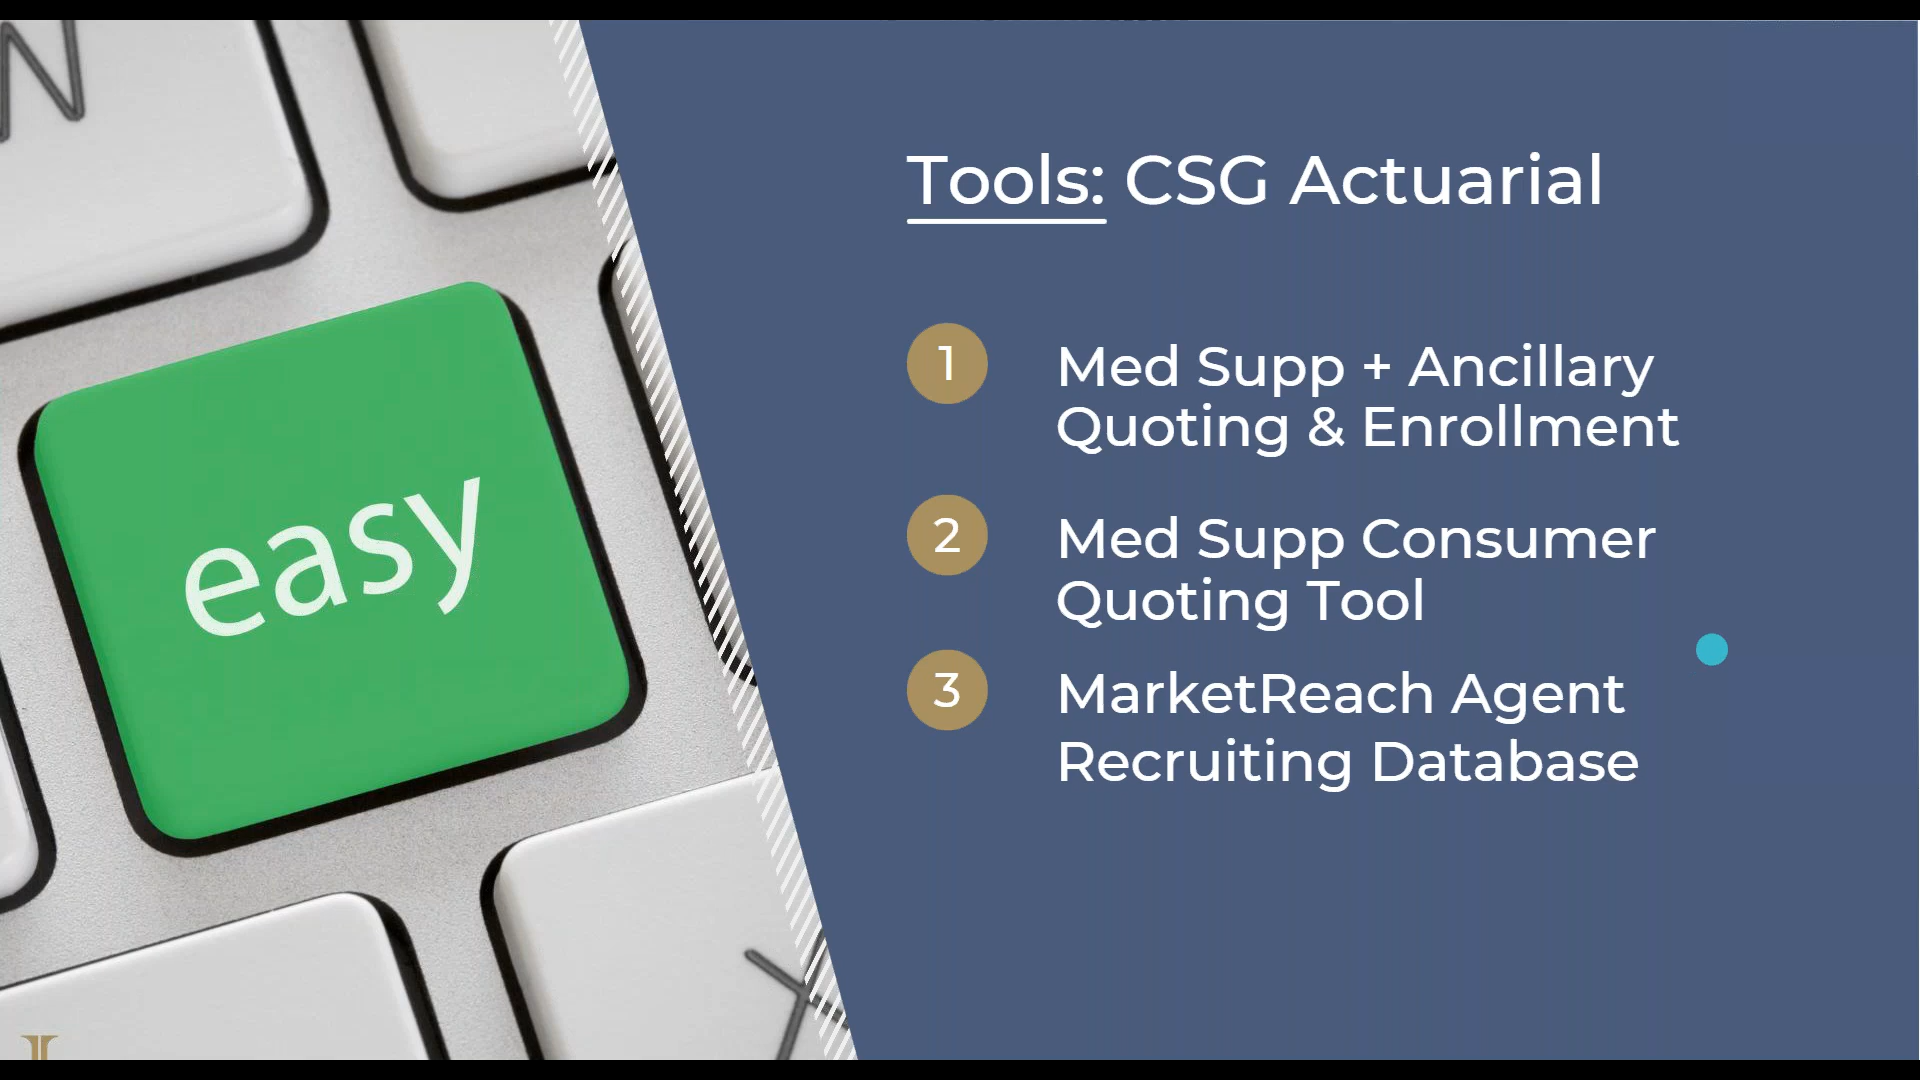 W
easy
Tools: CSG Actuarial
1
Med Supp + Ancillary
Quoting & Enrollment
2
Med Supp Consumer
Quoting Tool
3
MarketReach Agent
Recruiting Database
X